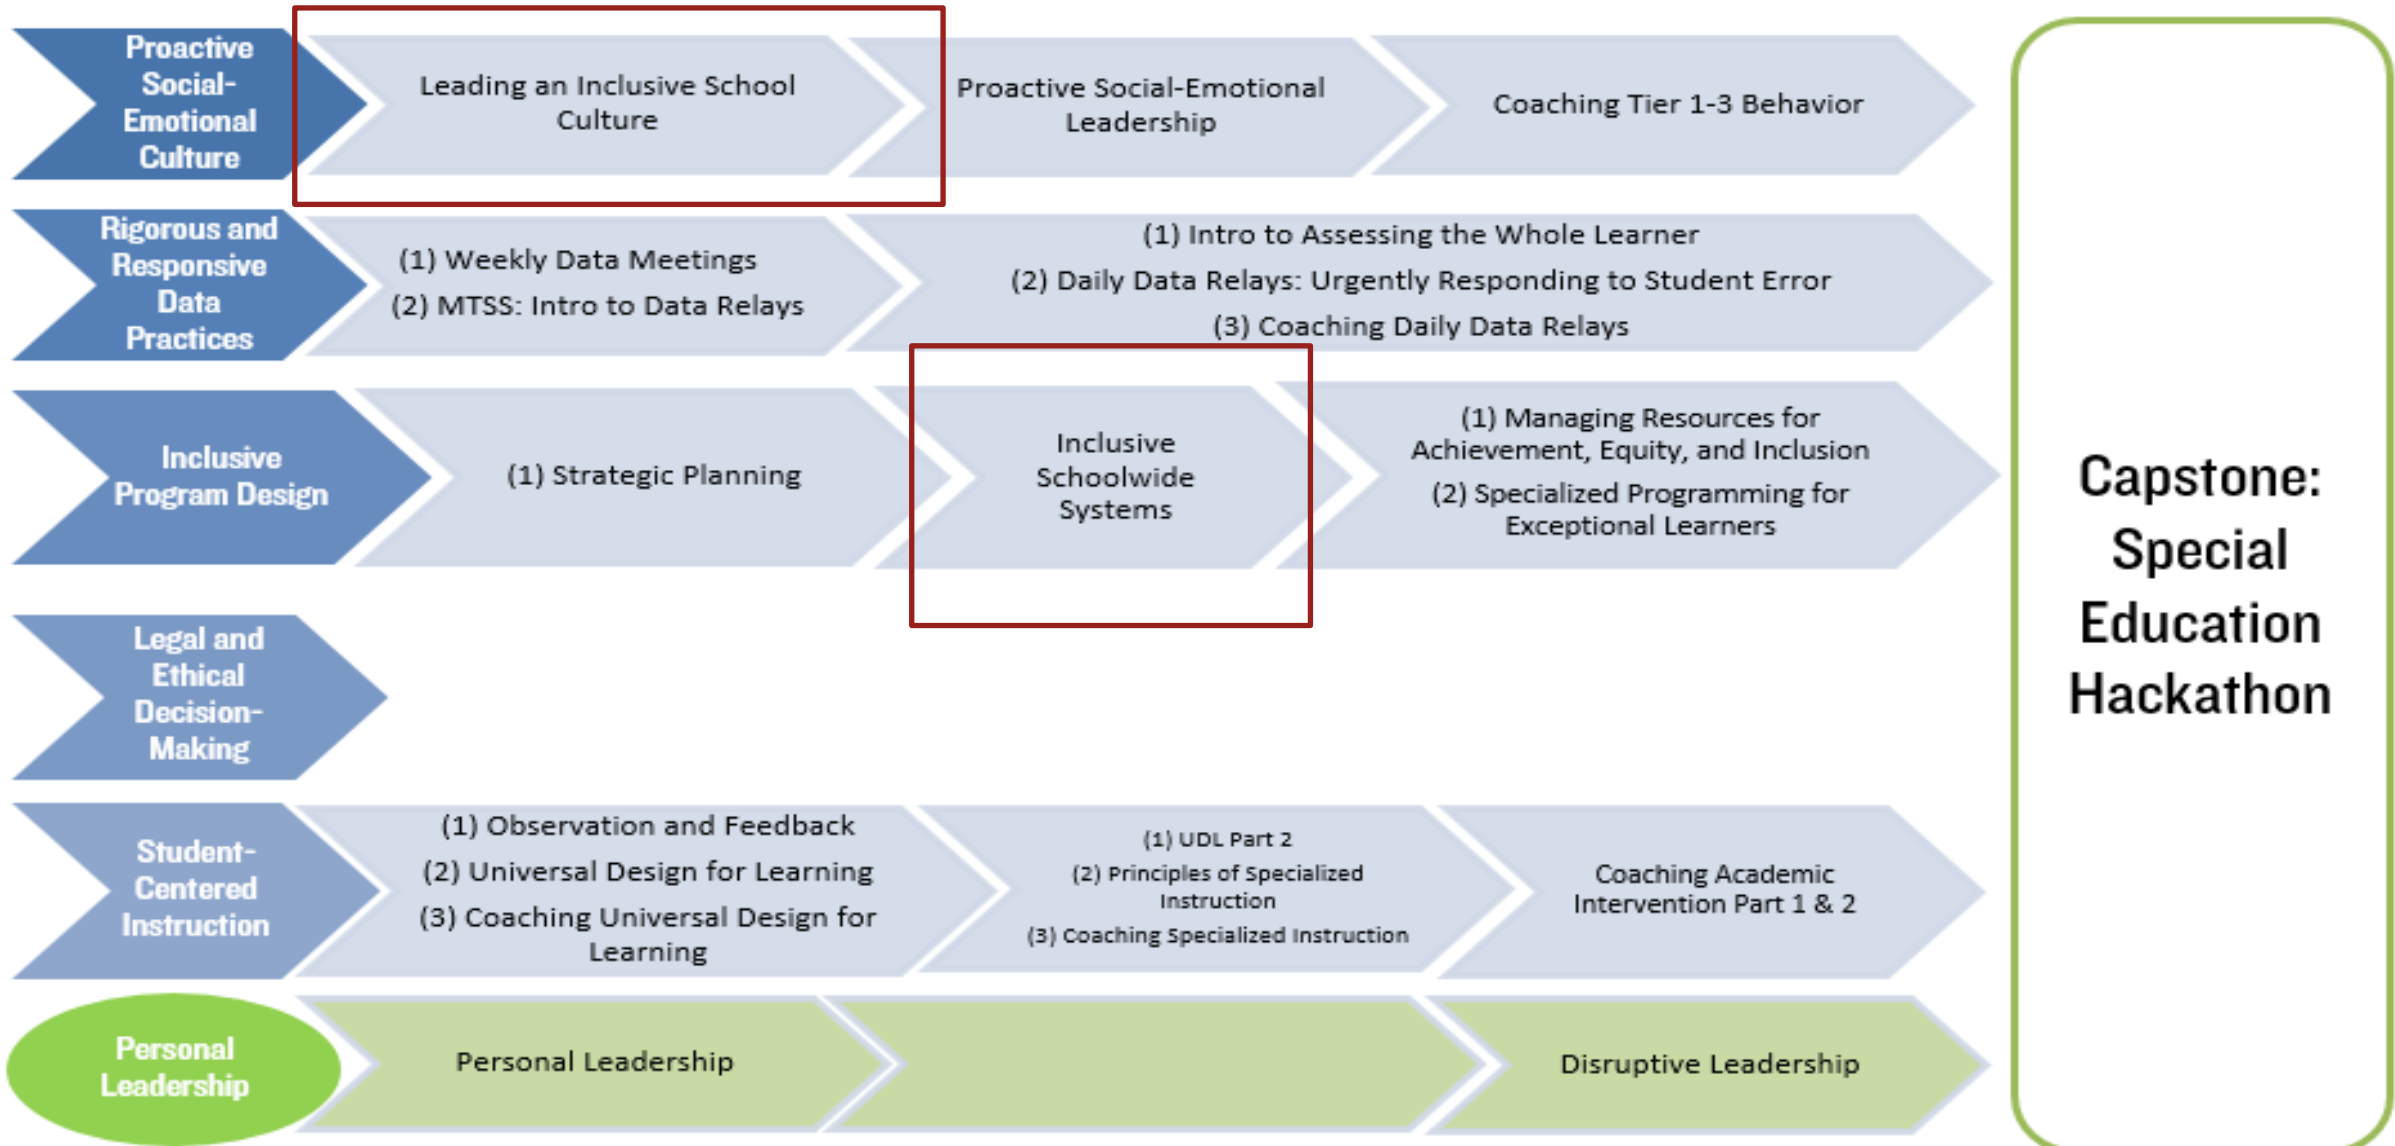 Proactive
Social-
Emotional
Culture
Leading an Inclusive School
Culture
Proactive Social-Emotional
Leadership
Coaching Tier 1-3 Behavior
Rigorous and
Responsive
Data
Practices
(1) Weekly Data Meetings
(2) MTSS: Intro to Data Relays
(1) Intro to Assessing the Whole Learner
(2) Daily Data Relays: Urgently Responding to Student Error
(3) Coaching Daily Data Relays
Inclusive
Program Design
(1) Strategic Planning
Inclusive
Schoolwide
Systems
(1) Managing Resources for
Achievement, Equity, and Inclusion
(2) Specialized Programming for
Exceptional Learners
Legal and
Ethical
Decision-
Making
Student-
Centered
Instruction
(1) Observation and Feedback
(2) Universal Design for Learning
(3) Coaching Universal Design for
Learning
(1) UDL Part 2
(2) Principles of Specialized
Instruction
(3) Coaching Specialized Instruction
Coaching Academic
Intervention Part 1 & 2
Personal
Leadership
Personal Leadership
Disruptive Leadership
Capstone:
Special
Education
Hackathon